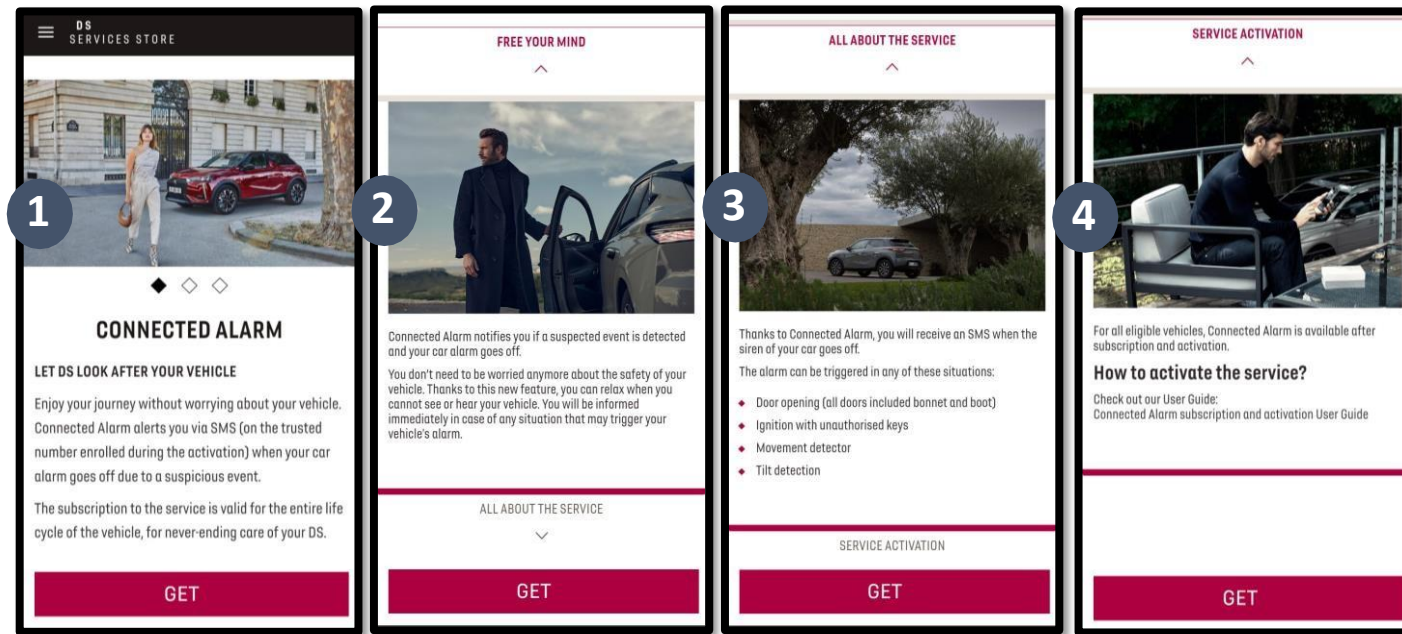 DS
SERVICES STORE
1
CONNECTED ALARM
LET DS LOOK AFTER YOUR VEHICLE
Enjoy your journey without worrying about your vehicle.
Connected Alarm alerts you via SMS (on the trusted
number enrolled during the activation) when your car
alarm goes off due to a suspicious event.
The subscription to the service is valid for the entire life
cycle of the vehicle, for never-ending care of your DS.
GET
FREE YOUR MIND
2
Connected Alarm notifies you if a suspected event is detected
and your car alarm goes off.
You don't need to be worried anymore about the safety of your
vehicle. Thanks to this new feature, you can relax when you
cannot see or hear your vehicle. You will be informed
immediately in case of any situation that may trigger your
vehicle's alarm.
ALL ABOUT THE SERVICE
GET
ALL ABOUT THE SERVICE
3
Thanks to Connected Alarm, you will receive an SMS when the
siren of your car goes off.
The alarm can be triggered in any of these situations:
Door opening (all doors included bonnet and boot)
Ignition with unauthorised keys
Movement detector
Tilt detection
SERVICE ACTIVATION
GET
SERVICE ACTIVATION
4
For all eligible vehicles, Connected Alarm is available after
subscription and activation.
How to activate the service?
Check out our User Guide:
Connected Alarm subscription and activation User Guide
GET